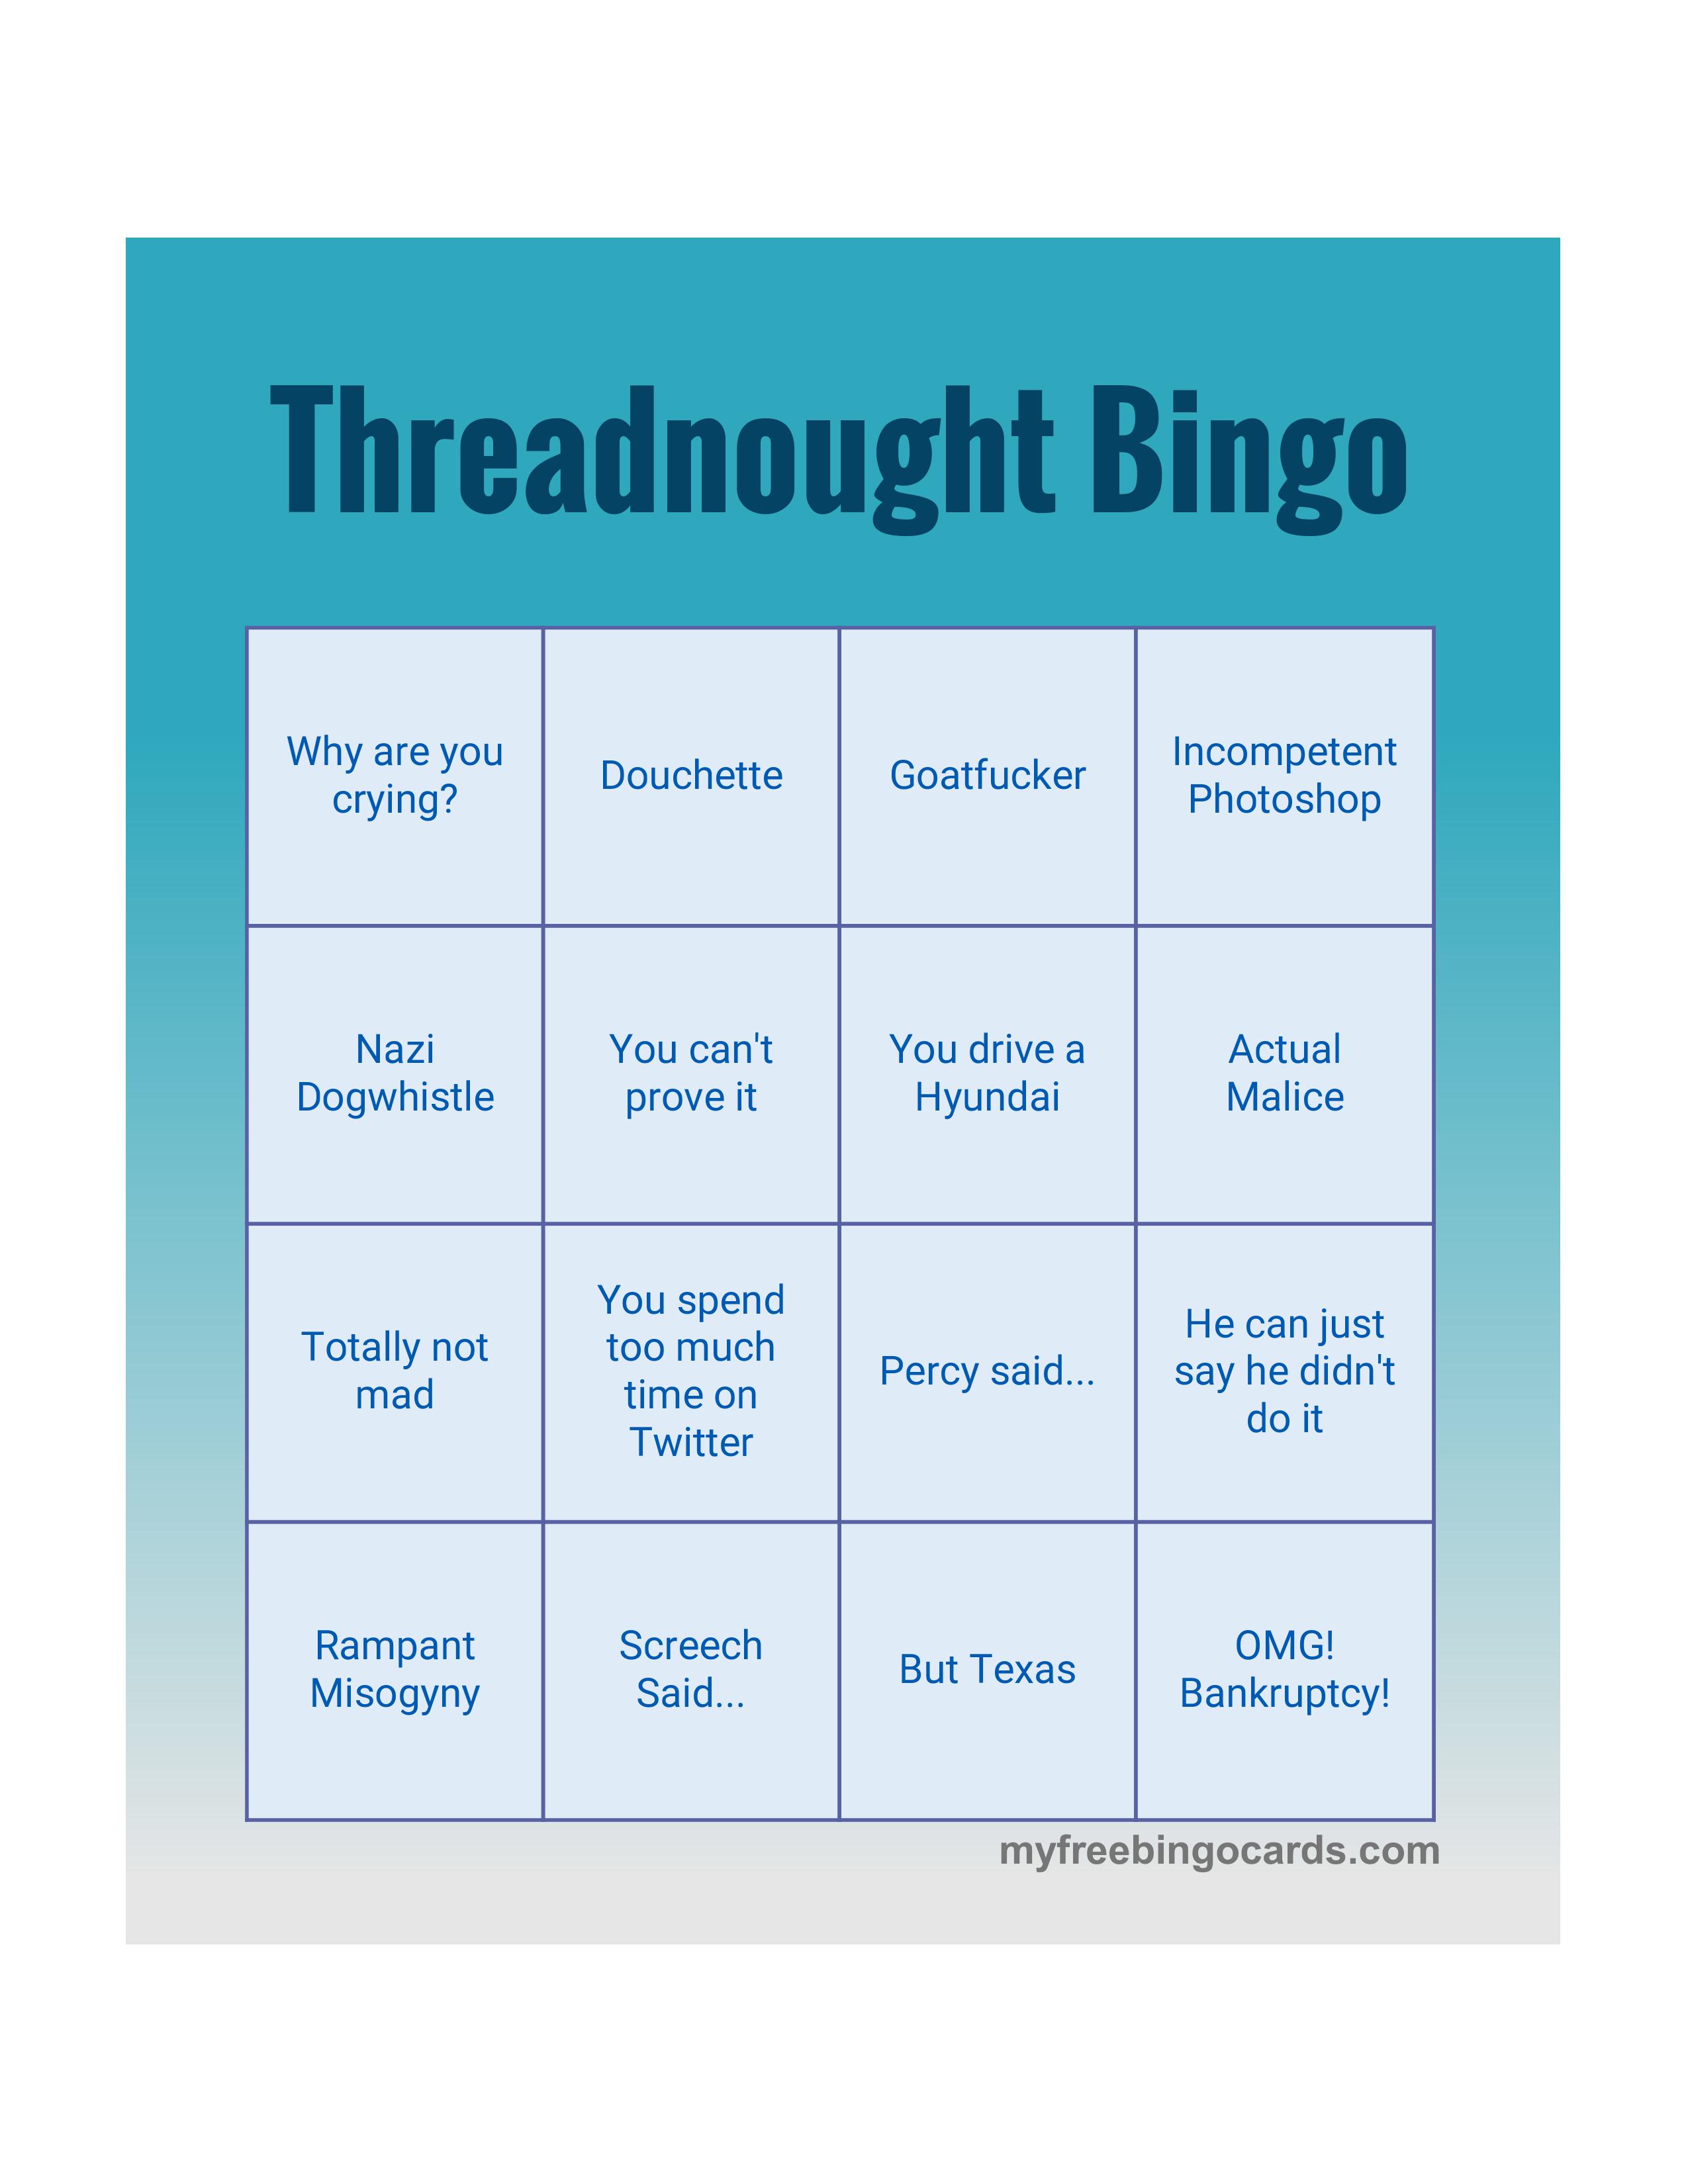 Threadnought Bingo
Why are you
crying?
Douchette
Goatfucker
Incompetent
Photoshop
Nazi
Dogwhistle
You can't
prove it
You drive a
Hyundai
Actual
Malice
Totally not
mad
You spend
too much
time on
Twitter
Percy said...
He can just
say he didn't
do it
Rampant
Misogyny
Screech
Said...
But Texas
OMG!
Bankruptcy!
myfreebingocards.com